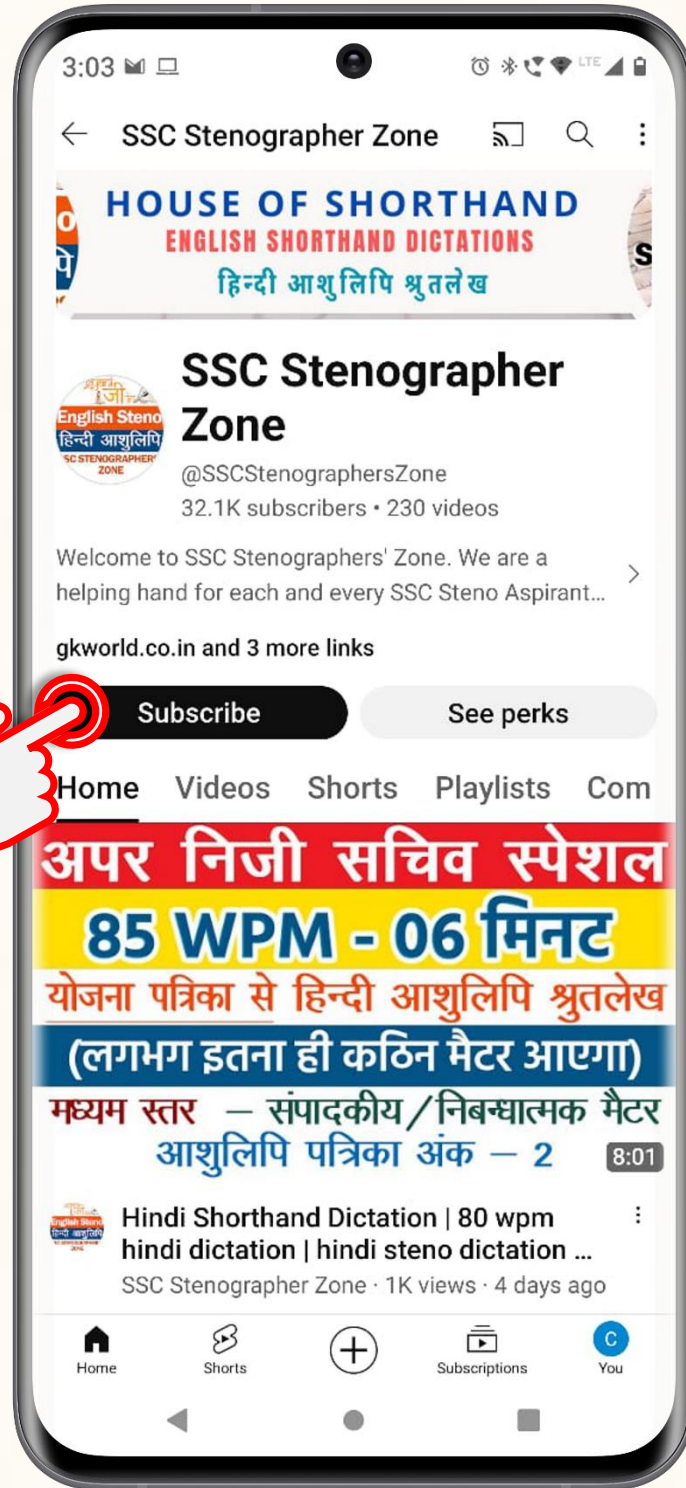 3:03
LTE
SSC Stenographer Zone
HOUSE OF SHORTHAND
ENGLISH SHORTHAND DICTATIONS
हिन्दी आशुलिपि श्रुतलेख
SSC Stenographer
Zone
English Steno
हिन्दी आशुलिपि
SC STENOGRAPHER'
ZONE
@SSCStenographersZone
32.1K subscribers • 230 videos
Welcome to SSC Stenographers' Zone. We are a
helping hand for each and every SSC Steno Aspirant...
gkworld.co.in and 3 more links
Subscribe
See perks
Home Videos Shorts Playlists Com
अपर निजी सचिव स्पेशल
85 WPM - 06 मिनट
योजना पत्रिका से हिन्दी आशुलिपि श्रुतलेख
(लगभग इतना ही कठिन मैटर आएगा)
मध्यम स्तर – संपादकीय/निबन्धात्मक मैटर
आशुलिपि पत्रिका अंक – 2
8:01
Hindi Shorthand Dictation | 80 wpm
hindi dictation | hindi steno dictation ...
SSC Stenographer Zone · 1K views · 4 days ago
Home
Shorts
Subscriptions
C
You